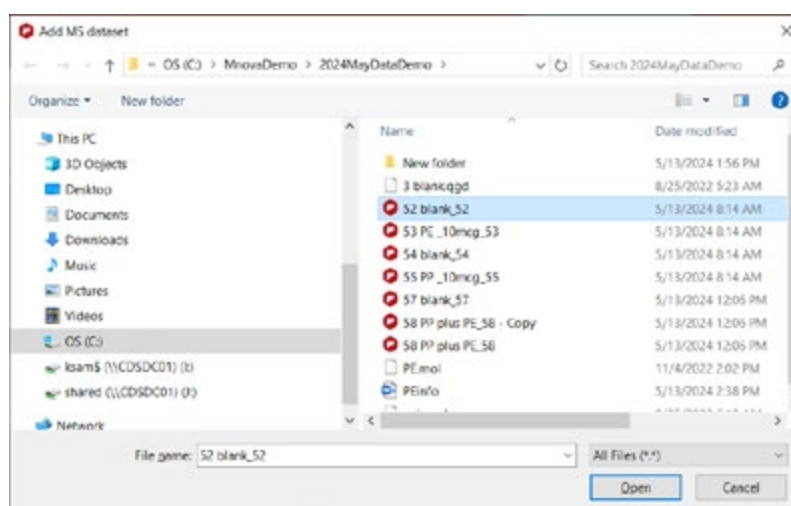 Add MS dataset
« OS (C:) > MnovaDemo > 2024MayDataDemo >
Search 2024MayDataDemo
Organize
New folder
Name
Date modified
This PC
3D Objects
Desktop
Documents
Downloads
Music
Pictures
Videos
OS (C:)
ksam$ (\\CDSDC01) (I:)
shared (\\CDSDC01)
Network
New folder 5/13/2024 1:56 PM
3 blank.qgd 8/25/2022 5:23 AM
52 blank_52 5/13/2024 8:14 AM
53 PE _10mcg_53 5/13/2024 8:14 AM
54 blank_54 5/13/2024 8:14 AM
55 PP _10mcg_55 5/13/2024 8:14 AM
57 blank_57 5/13/2024 12:06 PM
58 PP plus PE_58 - Copy 5/13/2024 12:06 PM
58 PP plus PE_58 5/13/2024 12:06 PM
PE.mol 11/4/2022 2:02 PM
PEinfo 5/13/2024 2:38 PM
File name: 52 blank_52
All Files (*.*)
Open
Cancel